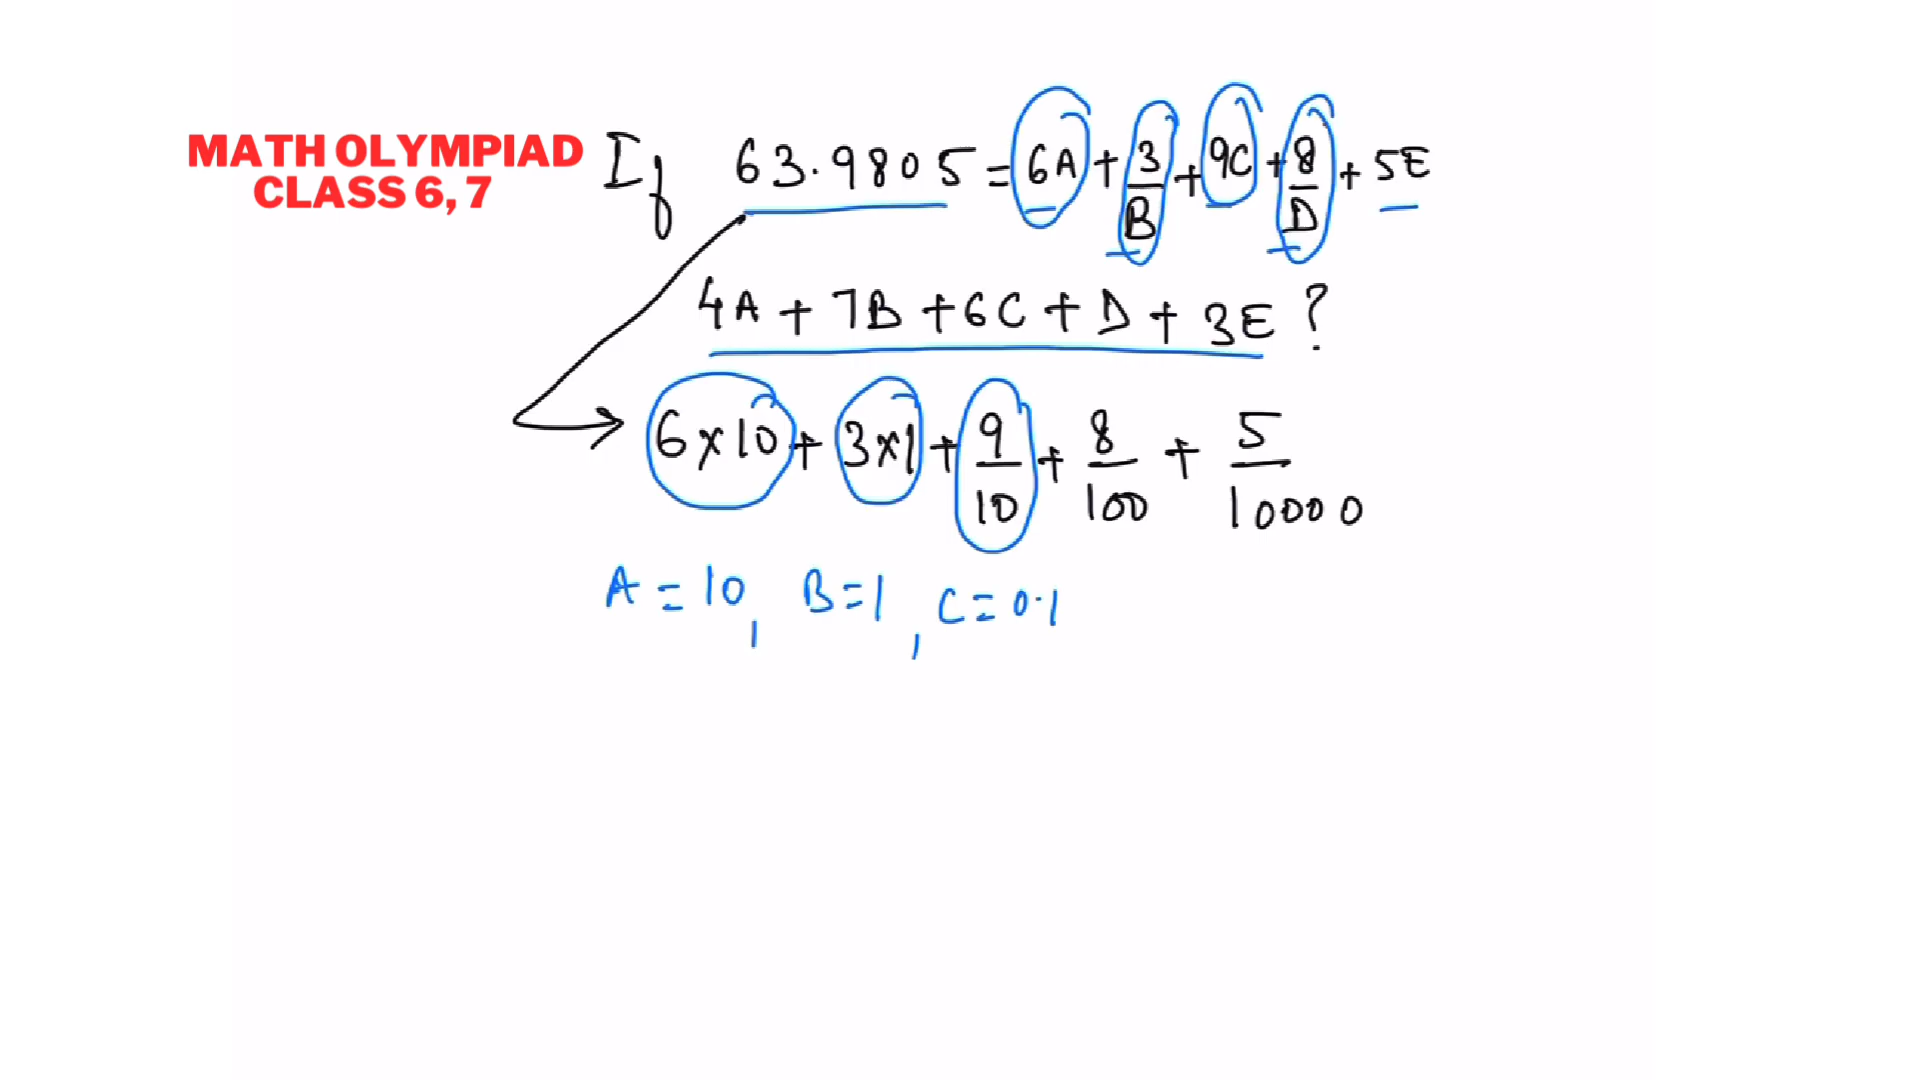 MATH OLYMPIAD
CLASS 6, 7
If 63.9805 = 6A + 3/B + 9C + 8/D + 5E
4A + 7B + 6C + D + 3E ?
6×10 + 3×1 + 9/10 + 8/100 + 5/10000
A = 10, B = 1, C = 0.1